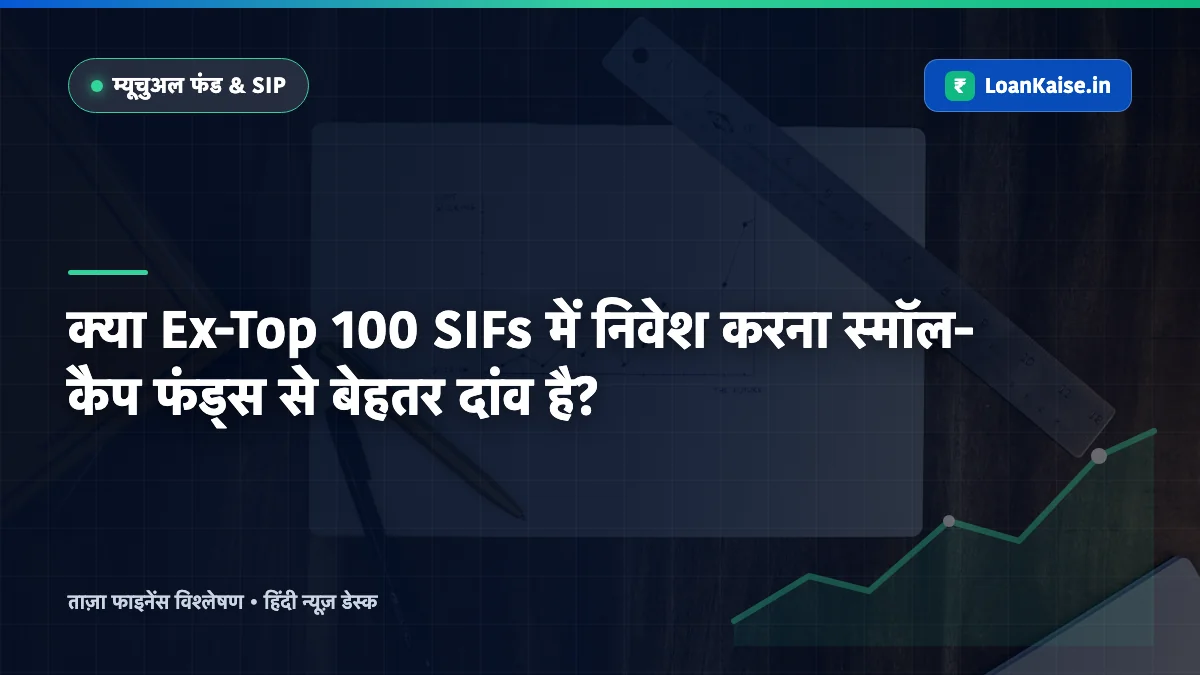 म्यूचुअल फंड & SIP
₹ LoanKaise.in
क्या Ex-Top 100 SIFs में निवेश करना स्मॉल-
कैप फंड्स से बेहतर दांव है?
ताज़ा फाइनेंस विश्लेषण • हिंदी न्यूज़ डेस्क